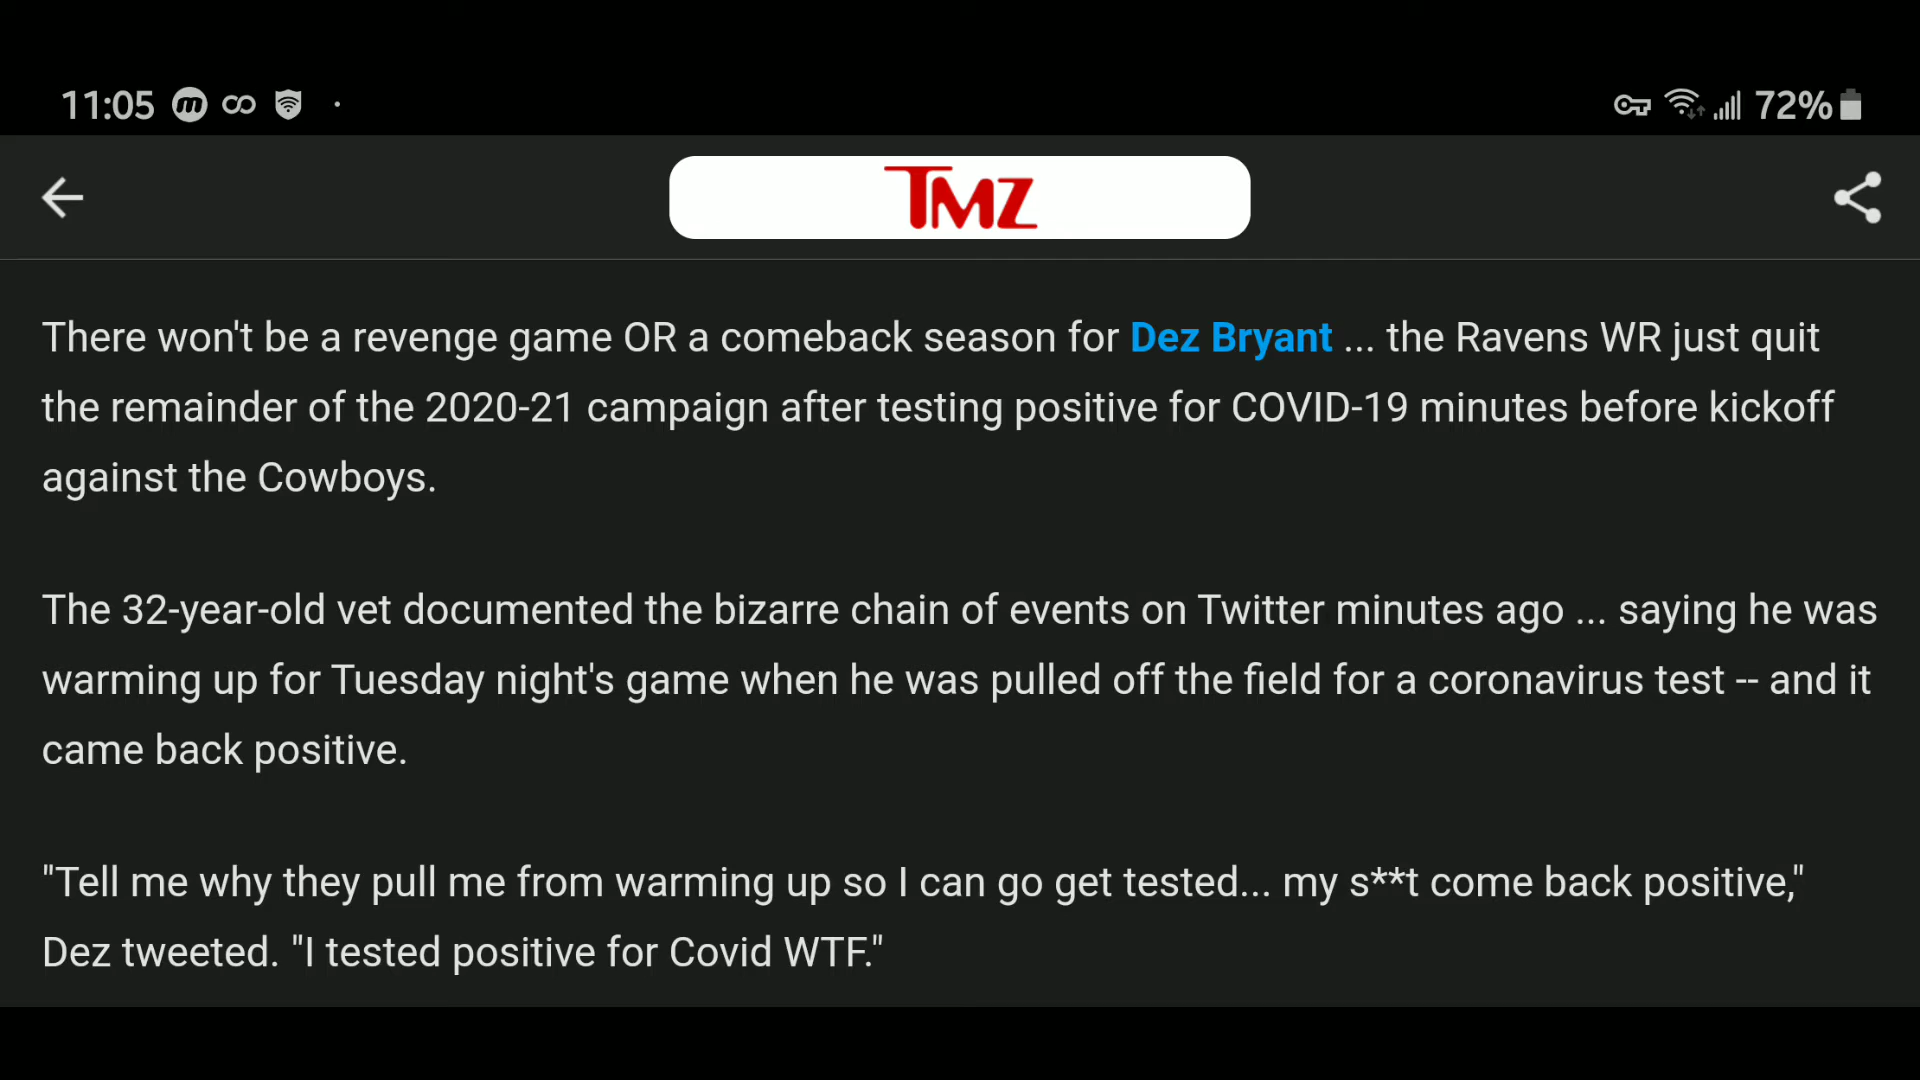 11:05
72%
TMZ
There won't be a revenge game OR a comeback season for Dez Bryant ... the Ravens WR just quit
the remainder of the 2020-21 campaign after testing positive for COVID-19 minutes before kickoff
against the Cowboys.
The 32-year-old vet documented the bizarre chain of events on Twitter minutes ago ... saying he was
warming up for Tuesday night's game when he was pulled off the field for a coronavirus test -- and it
came back positive.
"Tell me why they pull me from warming up so I can go get tested... my s**t come back positive,"
Dez tweeted. "I tested positive for Covid WTF."